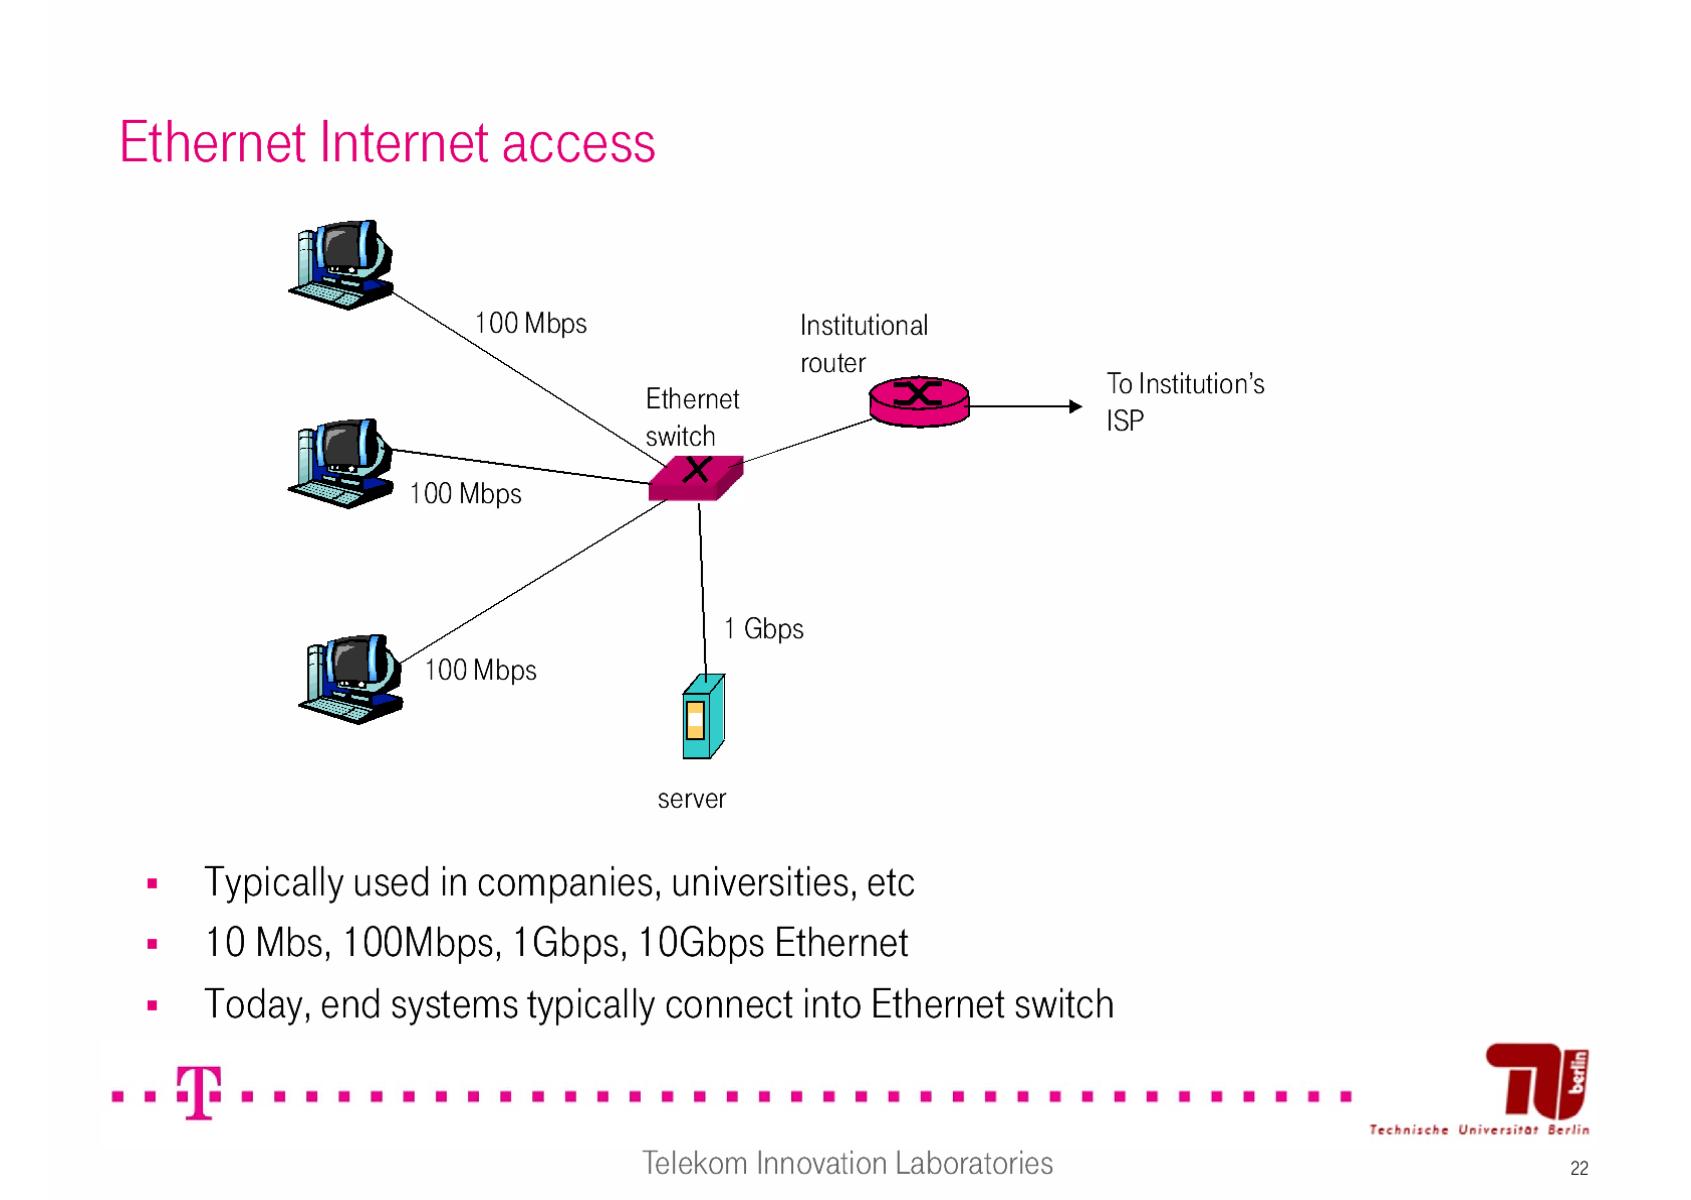 Ethernet Internet access
100 Mbps
Institutional
router
To Institution's
ISP
Ethernet
switch
100 Mbps
1 Gbps
100 Mbps
server
▪ Typically used in companies, universities, etc
▪ 10 Mbs, 100Mbps, 1Gbps, 10Gbps Ethernet
▪ Today, end systems typically connect into Ethernet switch
T
berlin
Technische Universität Berlin
Telekom Innovation Laboratories
22